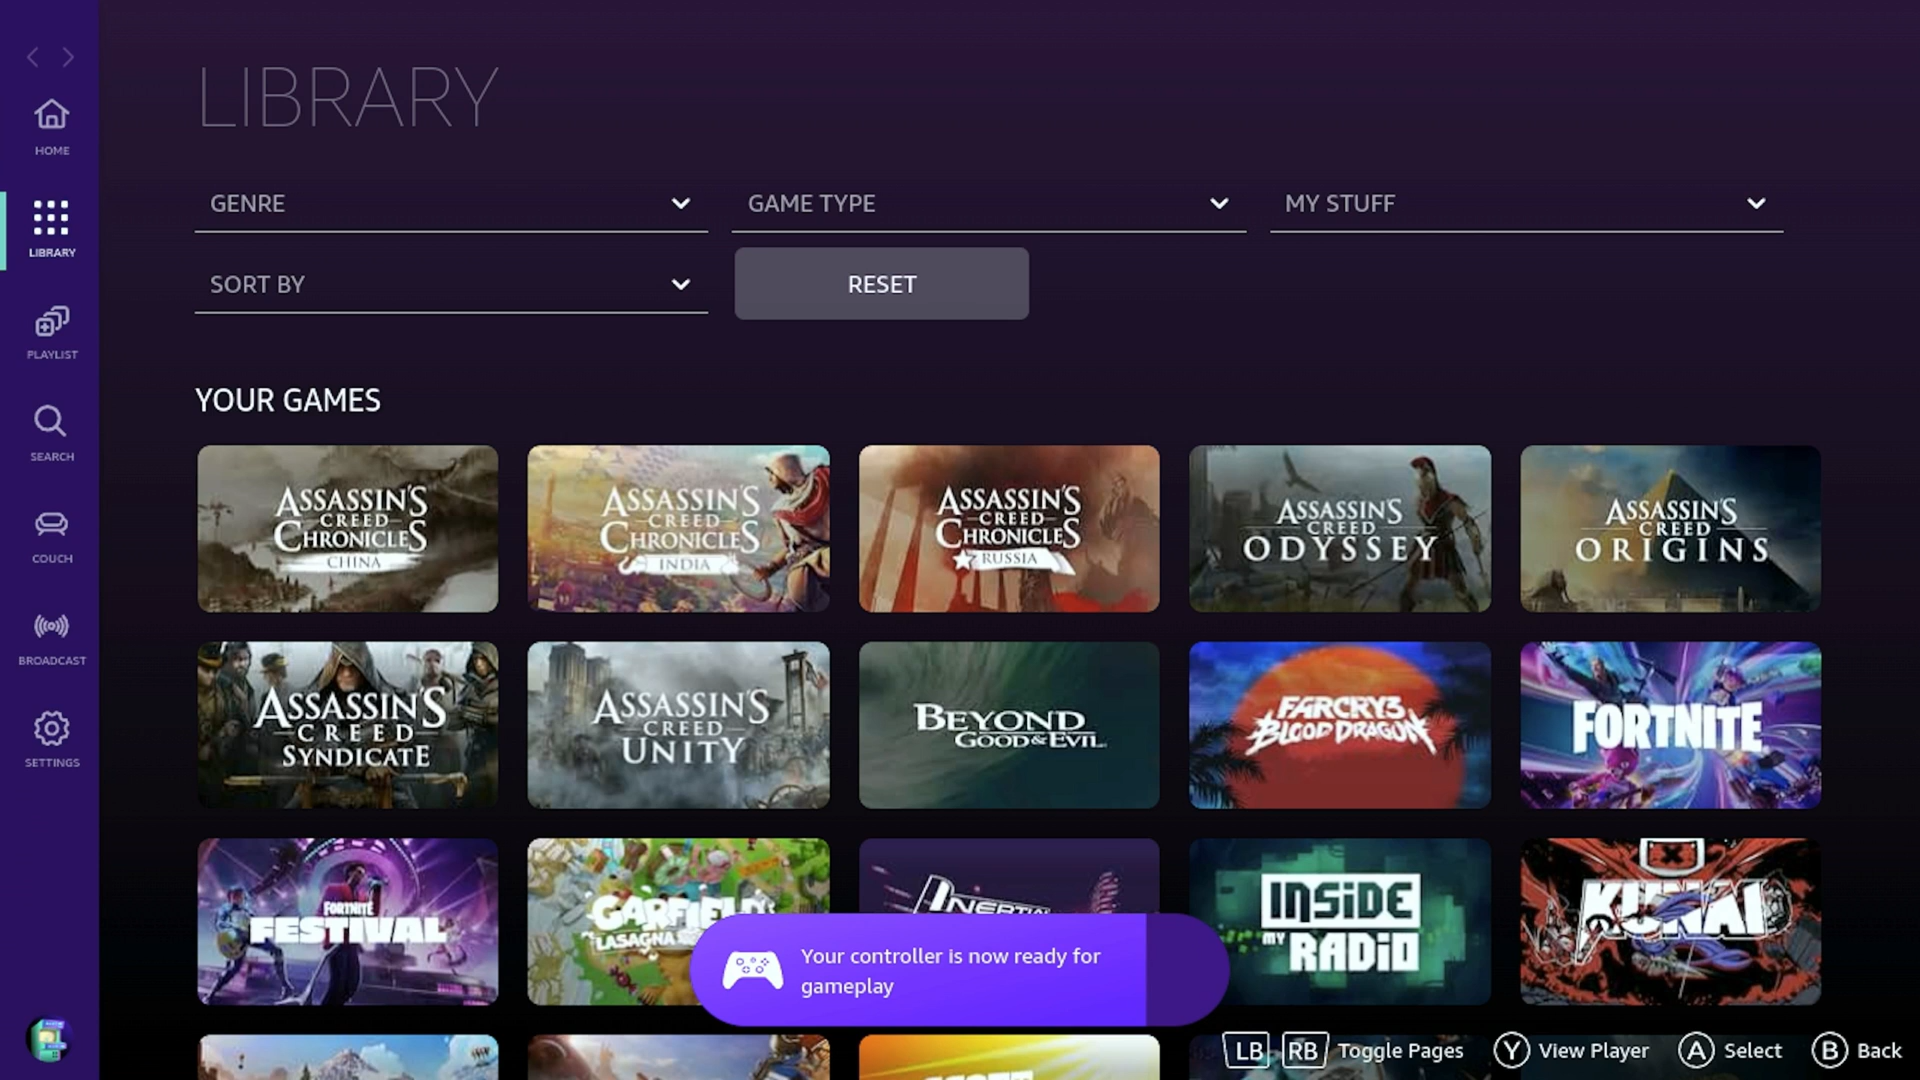 LIBRARY
HOME
GENRE
GAME TYPE
MY STUFF
LIBRARY
SORT BY
RESET
PLAYLIST
YOUR GAMES
SEARCH
ASSASSIN'S
CREED
CHRONICLES
CHINA
ASSASSIN'S
CREED
CHRONICLES
INDIA
ASSASSIN'S
CREED
CHRONICLES
RUSSIA
ASSASSIN'S
CREED
ODYSSEY
ASSASSIN'S
CREED
ORIGINS
COUCH
BROADCAST
ASSASSIN'S
CREED
SYNDICATE
ASSASSIN'S
CREED
UNITY
BEYOND
GOOD & EVIL
FARCRY3
BLOOD DRAGON
FORTNITE
SETTINGS
FORTNITE
FESTIVAL
GARFIELD
LASAGNA
INSIDE
MY RADIO
KUNAI
Your controller is now ready for
gameplay
LB RB Toggle Pages Y View Player A Select B Back